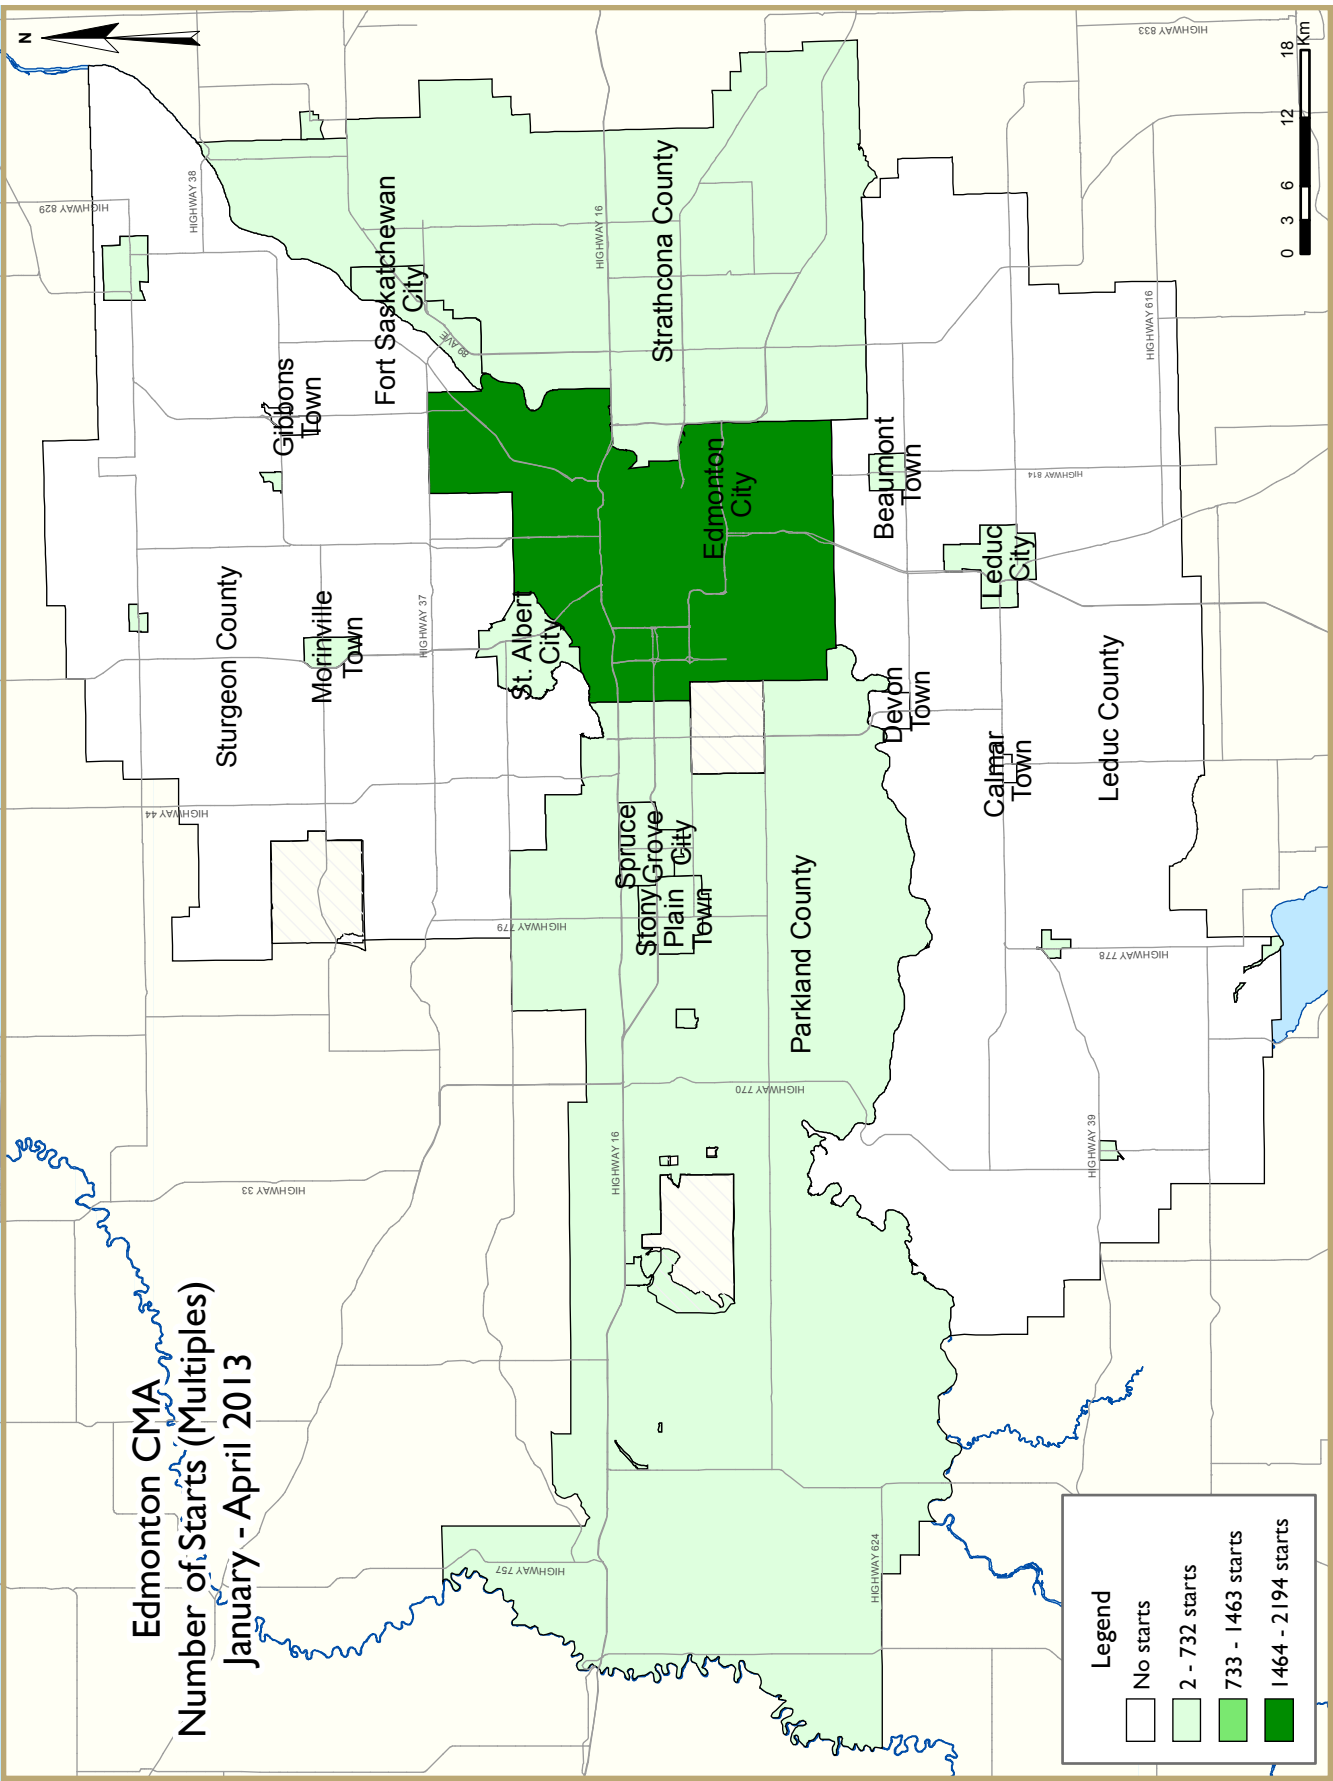 Edmonton CMA
Number of Starts (Multiples)
January - April 2013
N
HIGHWAY 829
HIGHWAY 38
HIGHWAY 833
Gibbons
Town
Fort Saskatchewan
City
89 AVE
HIGHWAY 16
Strathcona County
Sturgeon County
Morinville
Town
HIGHWAY 37
HIGHWAY 44
St. Albert
City
Edmonton
City
HIGHWAY 779
Spruce
Grove
City
Stony
Plain
Town
Parkland County
HIGHWAY 770
HIGHWAY 16
HIGHWAY 33
HIGHWAY 757
HIGHWAY 624
Beaumont
Town
HIGHWAY 814
HIGHWAY 616
Leduc
City
Devon
Town
Calmar
Town
Leduc County
HIGHWAY 778
HIGHWAY 39
0 3 6 12 18
Km
Legend
No starts
2 - 732 starts
733 - 1463 starts
1464 - 2194 starts